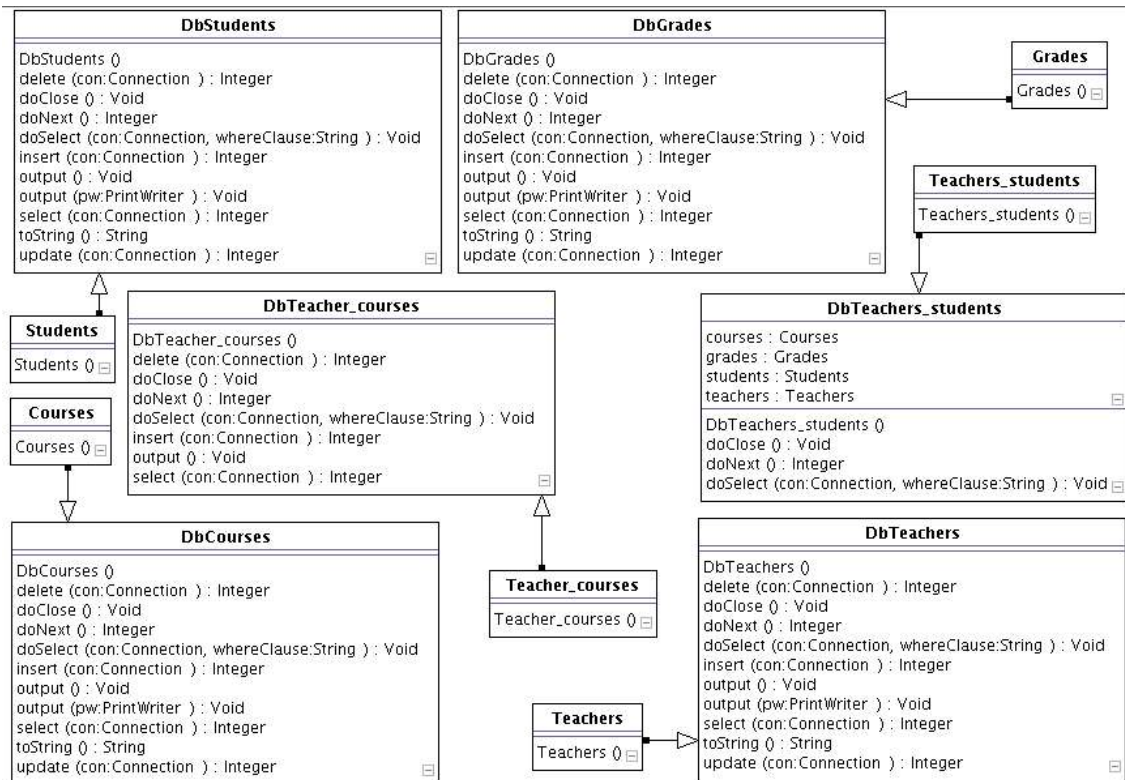 DbStudents
DbStudents ()
delete (con:Connection ) : Integer
doClose () : Void
doNext () : Integer
doSelect (con:Connection, whereClause:String ) : Void
insert (con:Connection ) : Integer
output () : Void
output (pw:PrintWriter ) : Void
select (con:Connection ) : Integer
toString () : String
update (con:Connection ) : Integer
DbGrades
DbGrades ()
delete (con:Connection ) : Integer
doClose () : Void
doNext () : Integer
doSelect (con:Connection, whereClause:String ) : Void
insert (con:Connection ) : Integer
output () : Void
output (pw:PrintWriter ) : Void
select (con:Connection ) : Integer
toString () : String
update (con:Connection ) : Integer
Grades
Grades ()
Teachers_students
Teachers_students ()
Students
Students ()
Courses
Courses ()
DbTeacher_courses
DbTeacher_courses ()
delete (con:Connection ) : Integer
doClose () : Void
doNext () : Integer
doSelect (con:Connection, whereClause:String ) : Void
insert (con:Connection ) : Integer
output () : Void
select (con:Connection ) : Integer
DbTeachers_students
courses : Courses
grades : Grades
students : Students
teachers : Teachers
DbTeachers_students ()
doClose () : Void
doNext () : Integer
doSelect (con:Connection, whereClause:String ) : Void
DbCourses
DbCourses ()
delete (con:Connection ) : Integer
doClose () : Void
doNext () : Integer
doSelect (con:Connection, whereClause:String ) : Void
insert (con:Connection ) : Integer
output () : Void
output (pw:PrintWriter ) : Void
select (con:Connection ) : Integer
toString () : String
update (con:Connection ) : Integer
Teacher_courses
Teacher_courses ()
Teachers
Teachers ()
DbTeachers
DbTeachers ()
delete (con:Connection ) : Integer
doClose () : Void
doNext () : Integer
doSelect (con:Connection, whereClause:String ) : Void
insert (con:Connection ) : Integer
output () : Void
output (pw:PrintWriter ) : Void
select (con:Connection ) : Integer
toString () : String
update (con:Connection ) : Integer